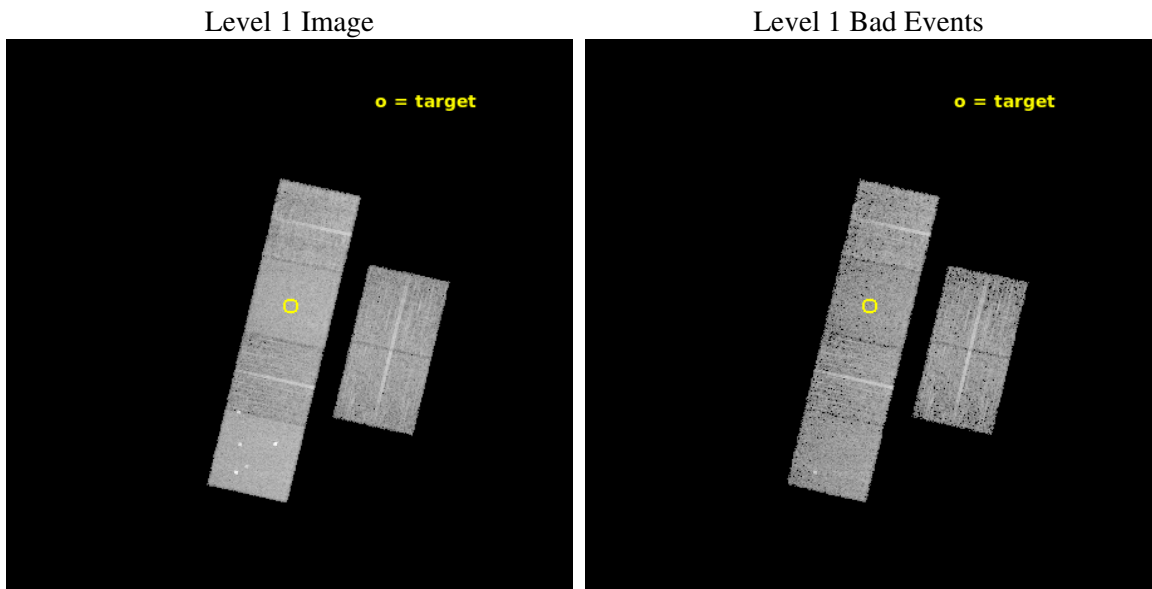 Level 1 Image
Level 1 Bad Events
o = target
o = target